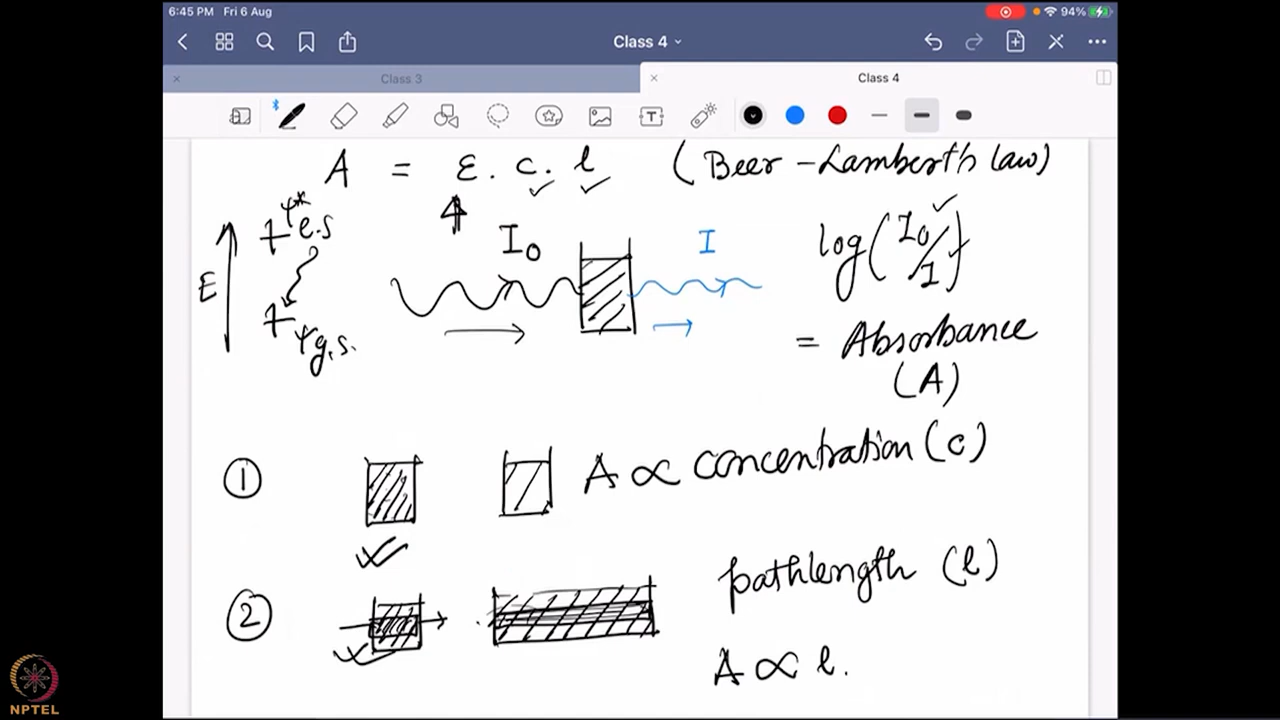 6:45 PM Fri 6 Aug
94%
Class 4
Class 3
Class 4
A = ε. c. l (Beer-Lamberth law)
ψ*
e.s
E
ψg.s.
I₀
I
log(I₀/I)
= Absorbance
(A)
① A ∝ concentration (c)
② pathlength (l)
A ∝ l.
NPTEL